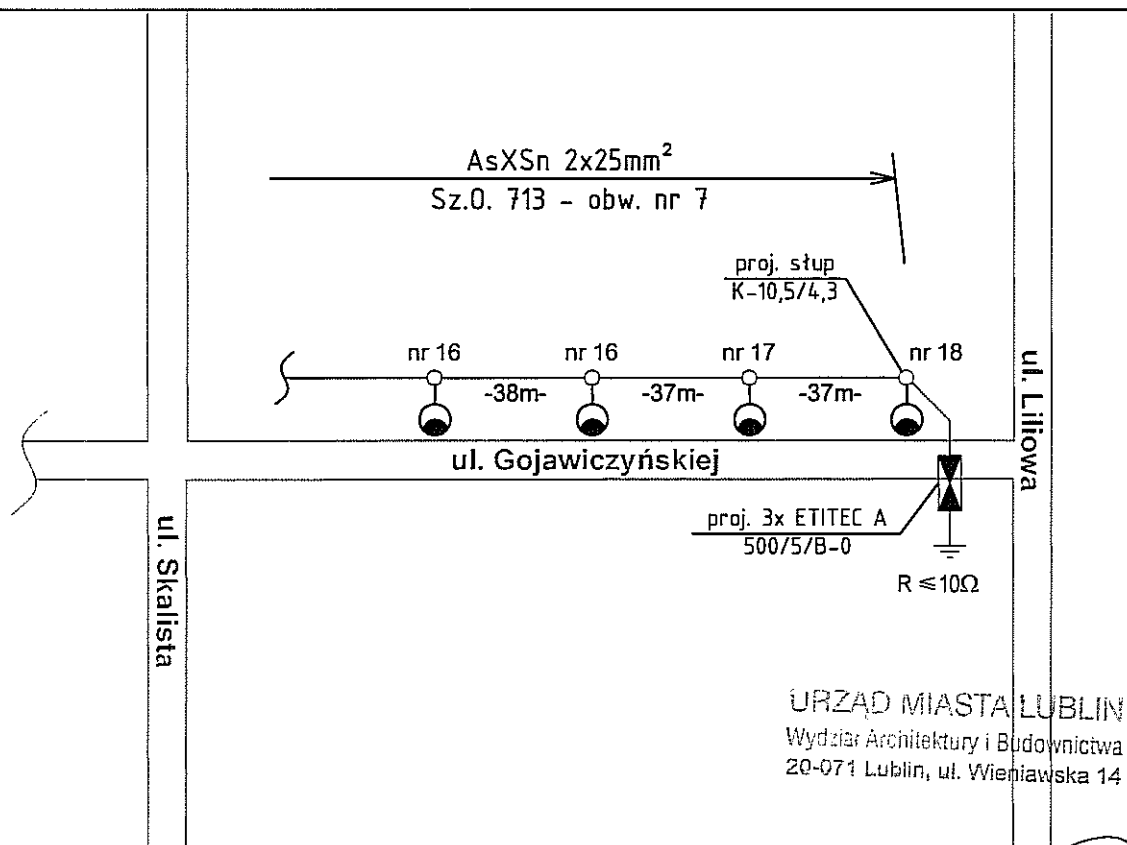 AsXSn 2x25mm²
Sz.O. 713 - obw. nr 7
proj. słup
K-10,5/4,3
nr 16
nr 16
nr 17
nr 18
-38m-
-37m-
-37m-
ul. Gojawiczyńskiej
ul. Liliowa
ul. Skalista
proj. 3x ETITEC A
500/5/B-0
R ≤10Ω
URZĄD MIASTA LUBLIN
Wydział Architektury i Budownictwa
20-071 Lublin, ul. Wieniawska 14